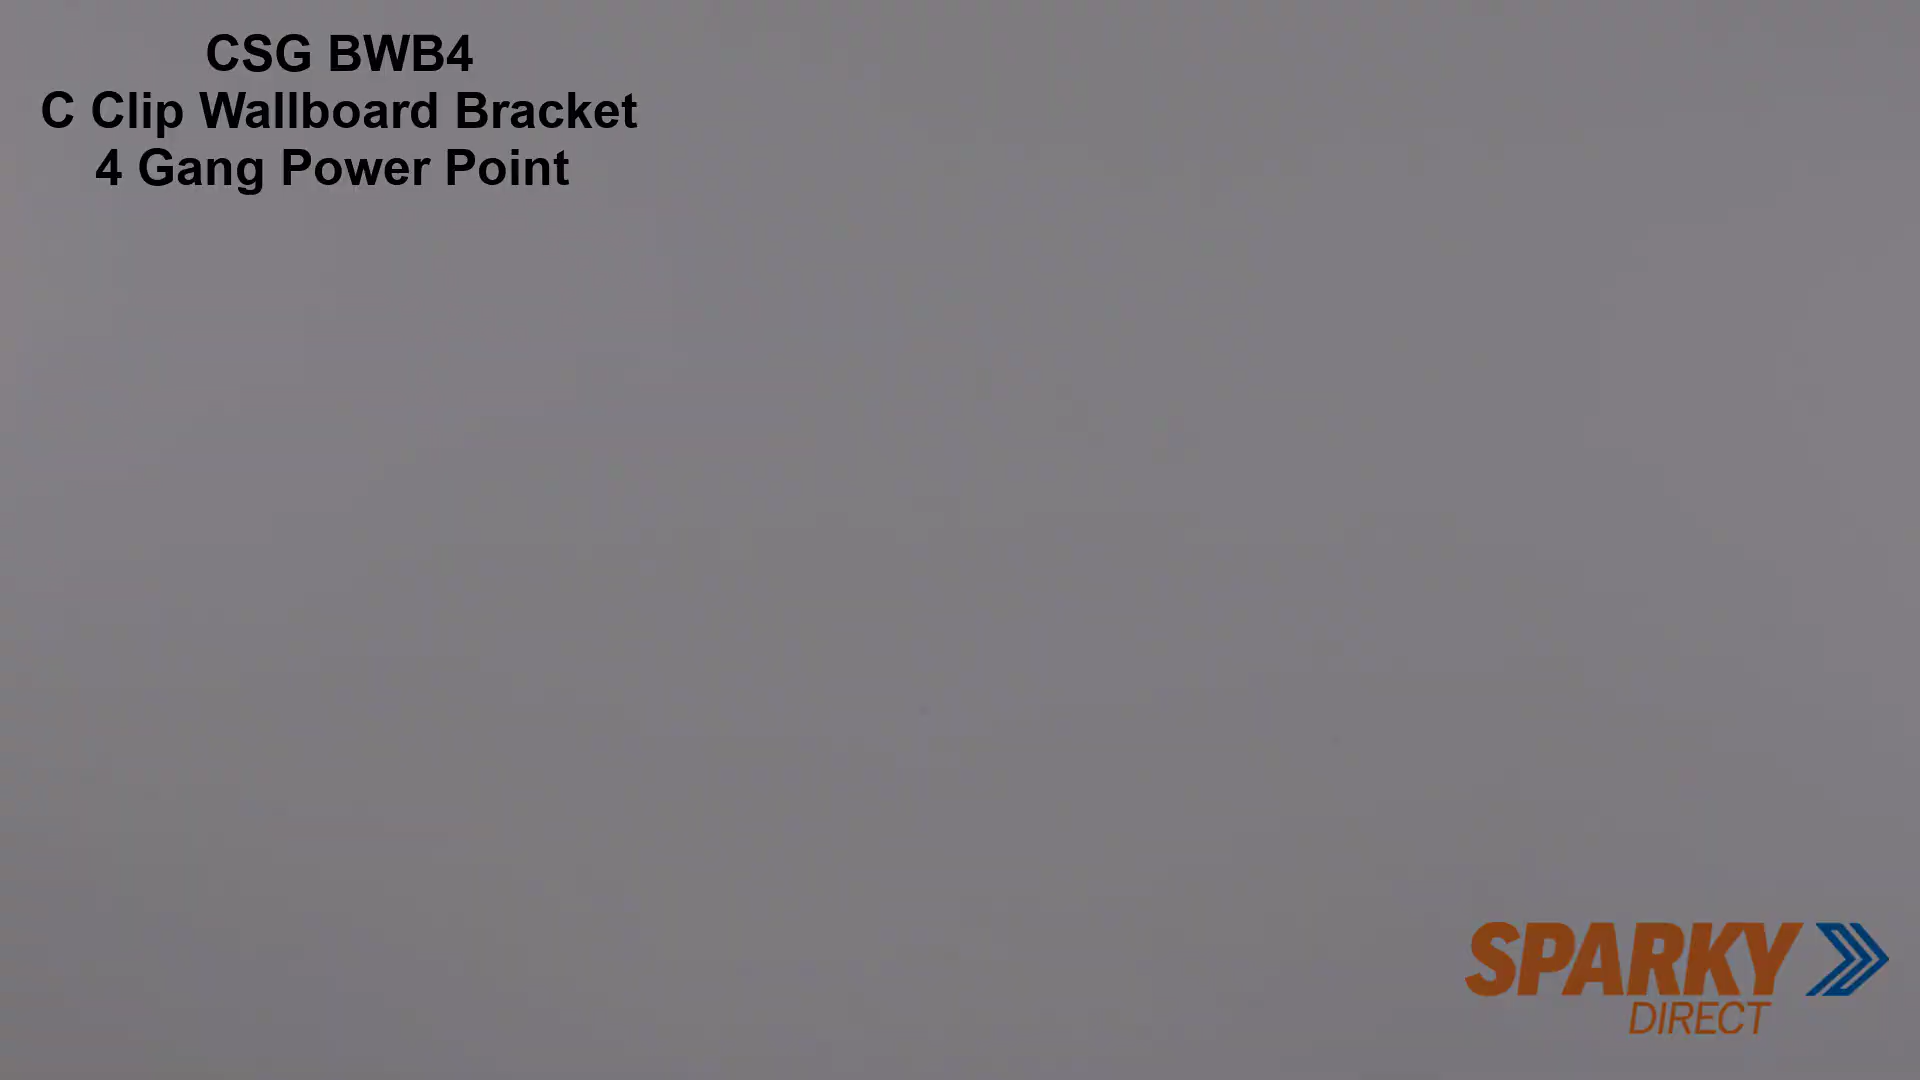 CSG BWB4
C Clip Wallboard Bracket
4 Gang Power Point
SPARKY
DIRECT